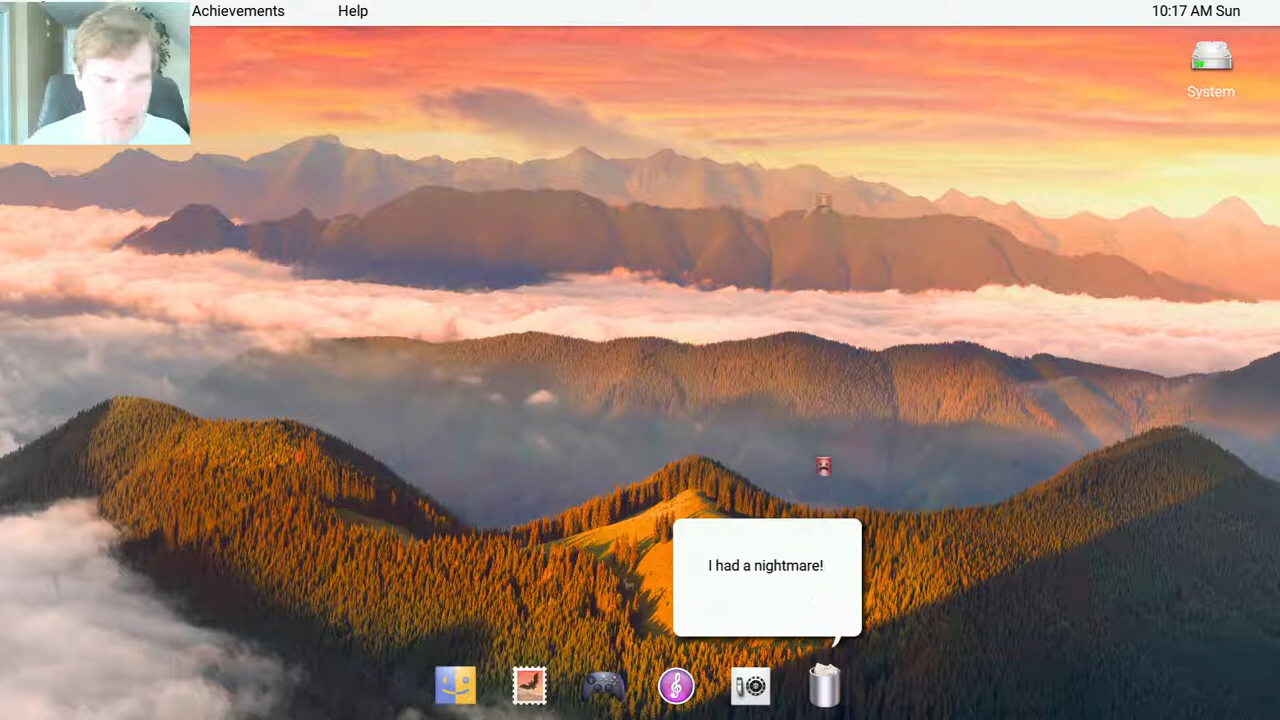 Achievements
Help
10:17 AM Sun
System
I had a nightmare!